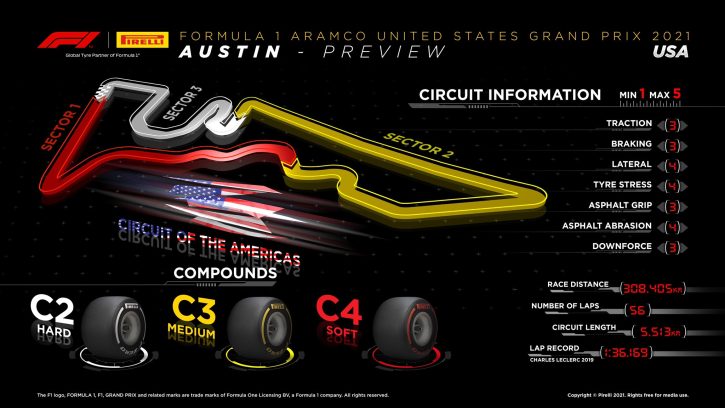 F1
Global Tyre Partner of Formula 1®
PIRELLI
FORMULA 1 ARAMCO UNITED STATES GRAND PRIX 2021
AUSTIN - PREVIEW
USA
SECTOR 1
SECTOR 3
SECTOR 2
CIRCUIT OF THE AMERICAS
CIRCUIT INFORMATION MIN 1 MAX 5
TRACTION 3
BRAKING 3
LATERAL 4
TYRE STRESS 4
ASPHALT GRIP 3
ASPHALT ABRASION 4
DOWNFORCE 3
RACE DISTANCE 308.405KM
NUMBER OF LAPS 56
CIRCUIT LENGTH 5.513KM
LAP RECORD 1:36.169
CHARLES LECLERC 2019
COMPOUNDS
C2
HARD
C3
MEDIUM
C4
SOFT
The F1 logo, FORMULA 1, F1, GRAND PRIX and related marks are trade marks of Formula One Licensing BV, a Formula 1 company. All rights reserved.
Copyright © Pirelli 2021. Rights free for media use.